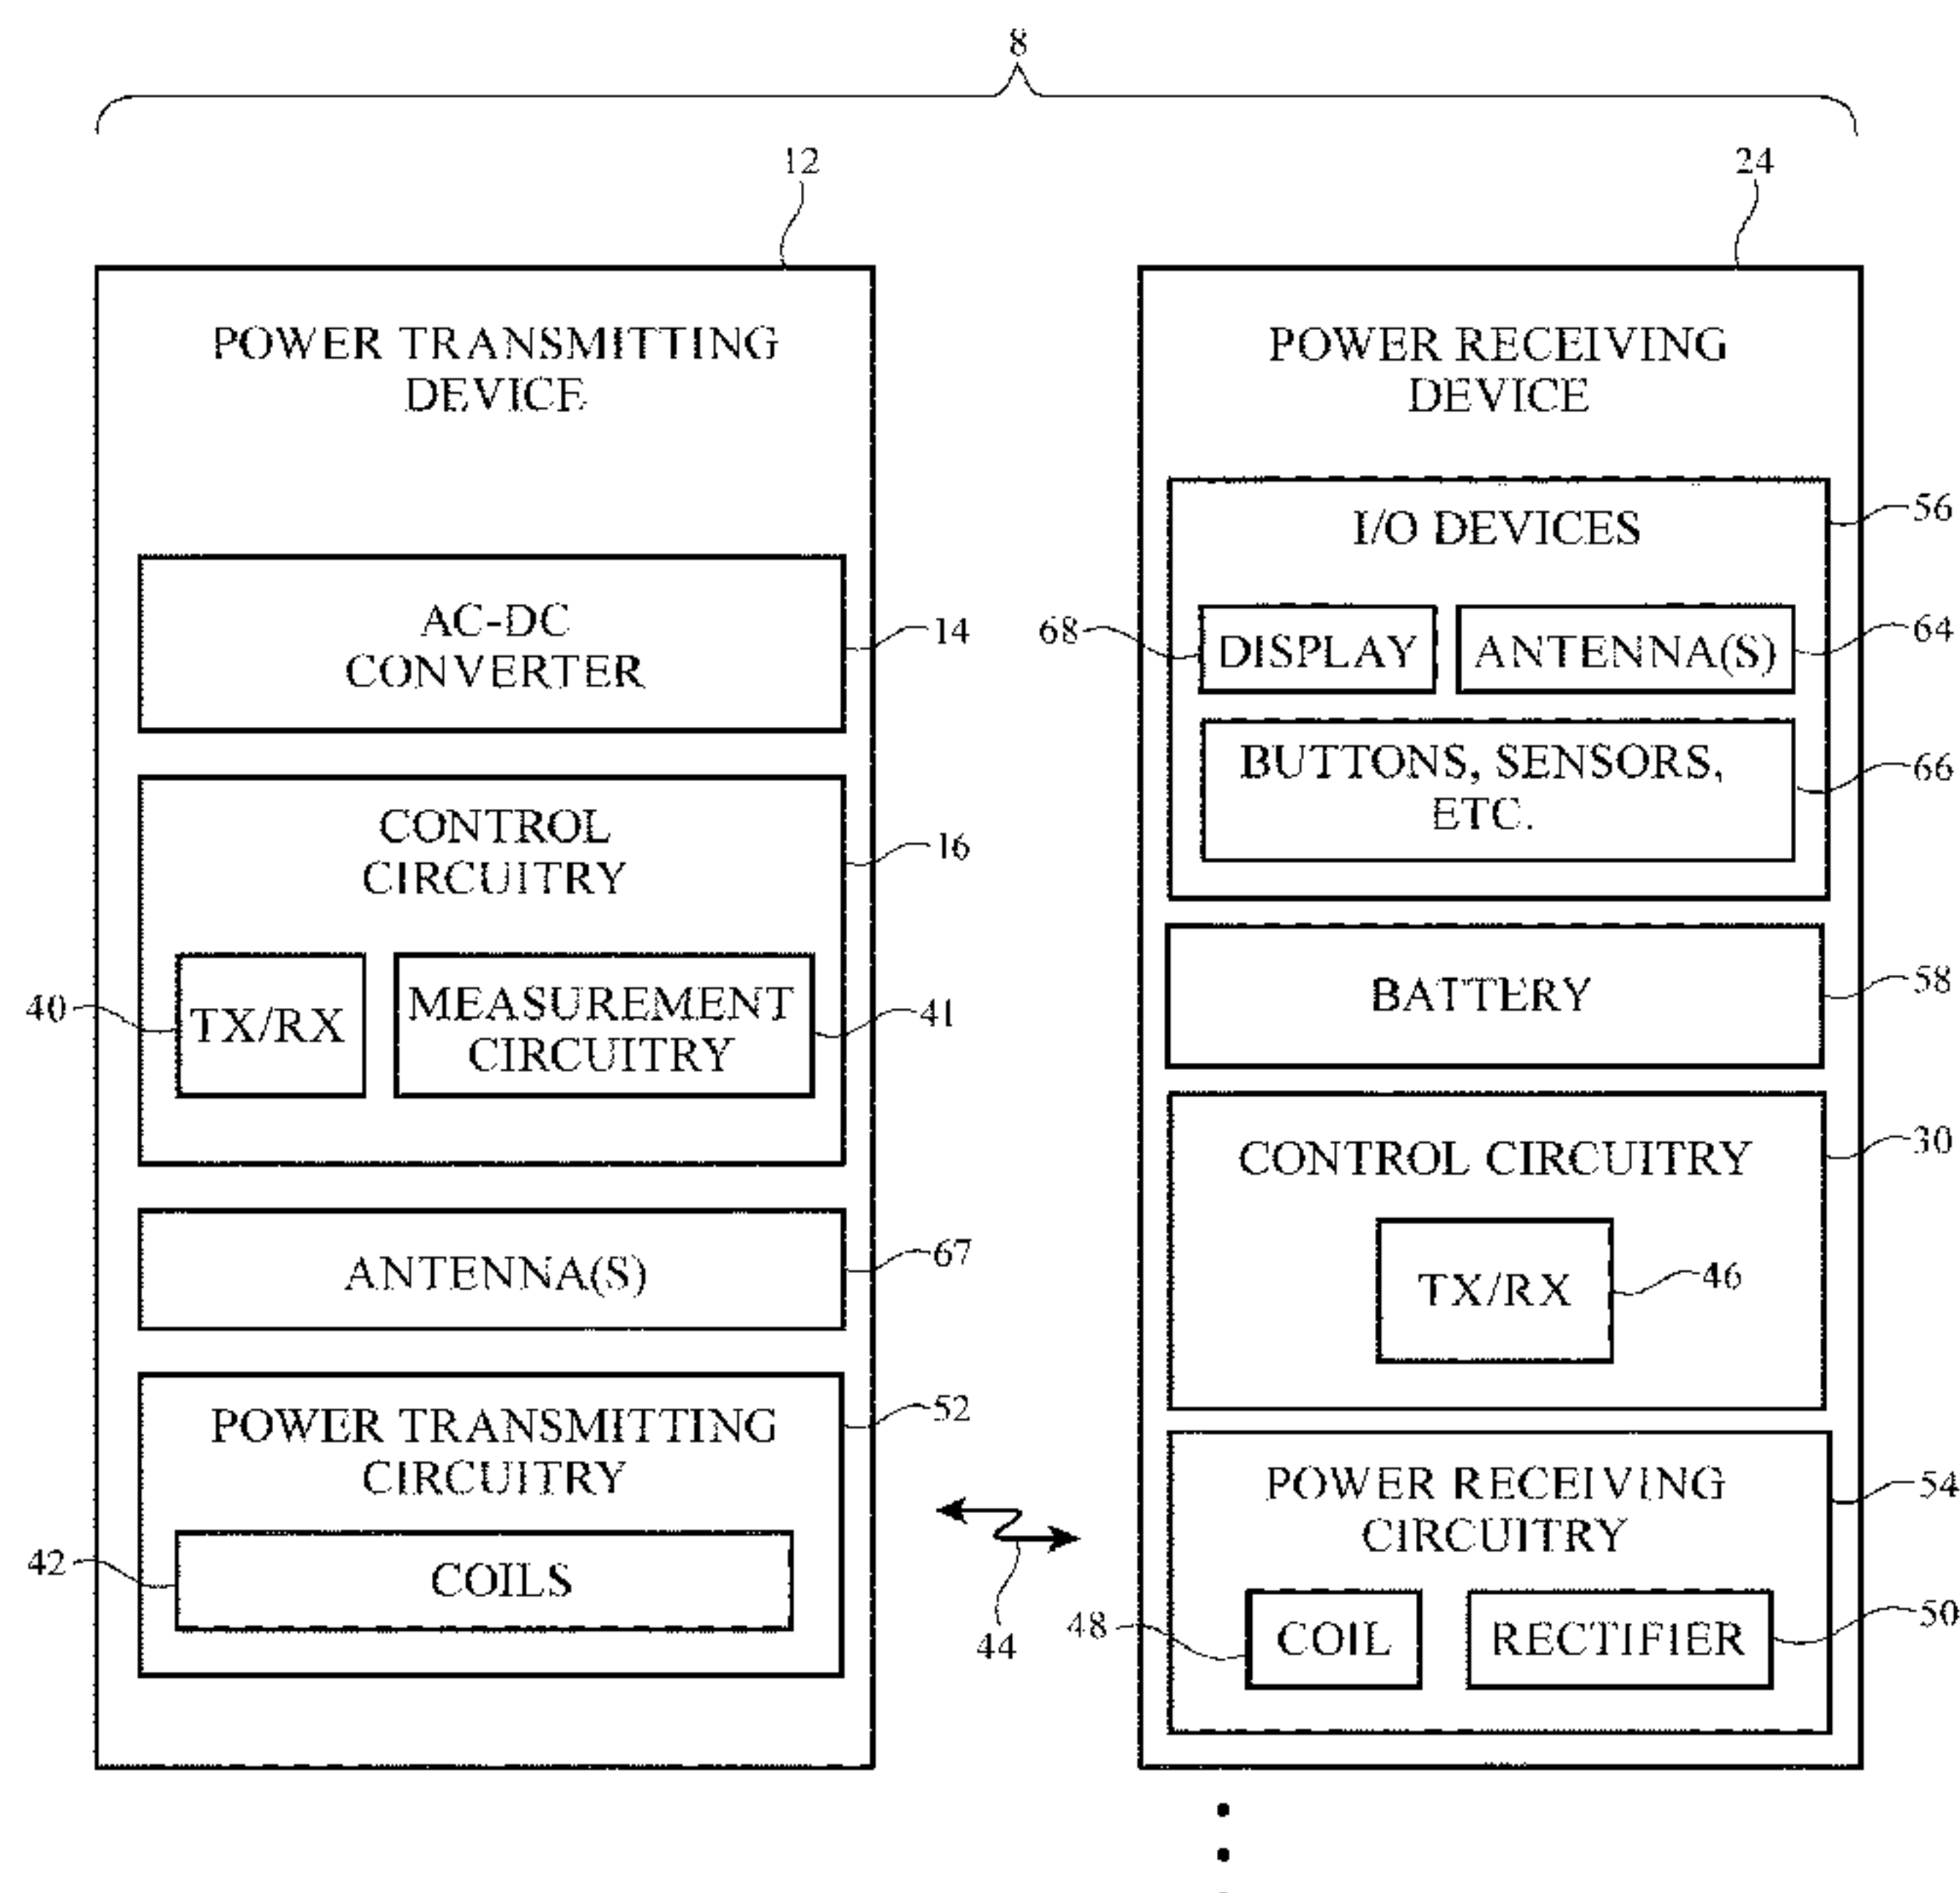 8
12
24
POWER TRANSMITTING
DEVICE
AC-DC
CONVERTER
14
CONTROL
CIRCUITRY
16
40
TX/RX
MEASUREMENT
CIRCUITRY
41
ANTENNA(S)
67
POWER TRANSMITTING
CIRCUITRY
52
42
COILS
44
POWER RECEIVING
DEVICE
I/O DEVICES
56
68
DISPLAY
ANTENNA(S)
64
BUTTONS, SENSORS,
ETC.
66
BATTERY
58
CONTROL CIRCUITRY
30
TX/RX
46
POWER RECEIVING
CIRCUITRY
54
48
COIL
RECTIFIER
50